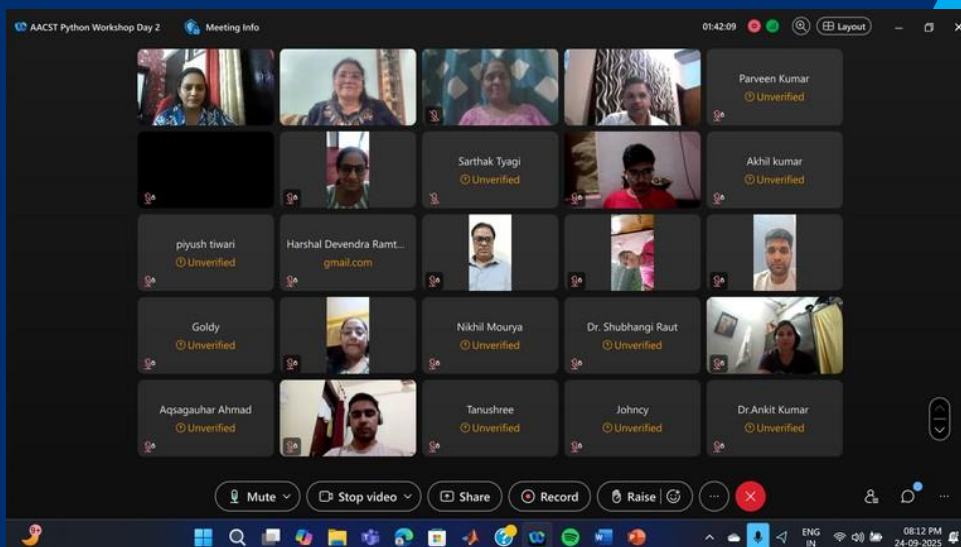 AACST Python Workshop Day 2 Meeting Info 01:42:09 Layout
Parveen Kumar
Unverified
Sarthak Tyagi
Unverified
Akhil kumar
Unverified
piyush tiwari
Unverified
Harshal Devendra Ramt...
gmail.com
Goldy
Unverified
Nikhil Mourya
Unverified
Dr. Shubhangi Raut
Unverified
Aqsagauhar Ahmad
Unverified
Tanushree
Unverified
Johncy
Unverified
Dr.Ankit Kumar
Unverified
Mute Stop video Share Record Raise
9+
ENG
IN
08:12 PM
24-09-2025